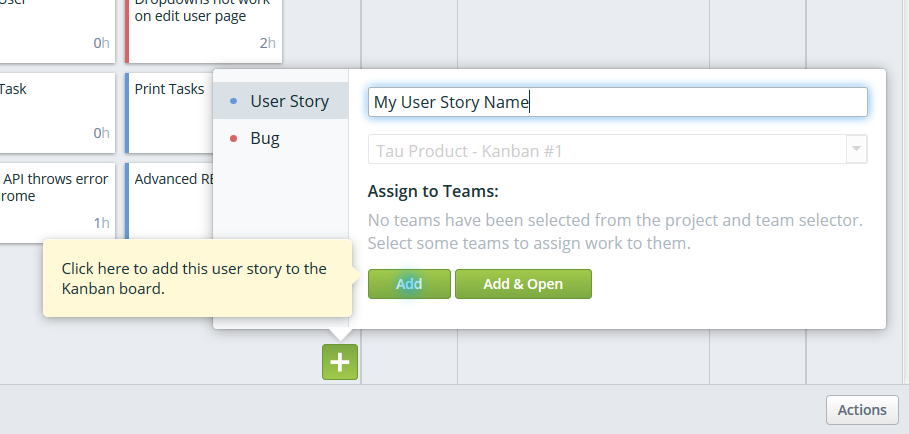 User
Dropdowns not work
on edit user page
0h
2h
Task
Print Tasks
0h
API throws error
rome
Advanced RE
1h
User Story
Bug
My User Story Name
Tau Product - Kanban #1
Assign to Teams:
No teams have been selected from the project and team selector.
Select some teams to assign work to them.
Add
Add & Open
Click here to add this user story to the
Kanban board.
+
Actions